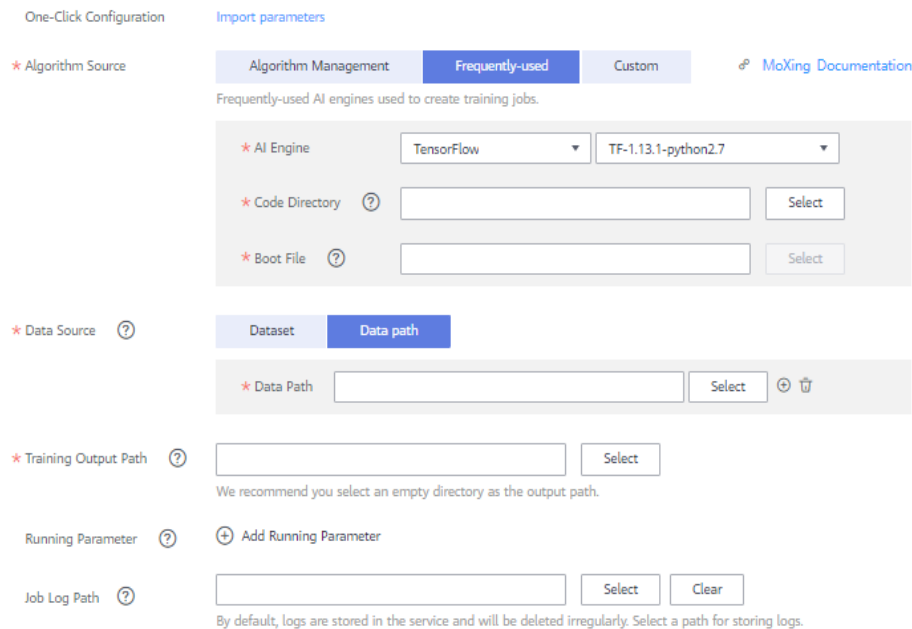 One-Click Configuration Import parameters
* Algorithm Source Algorithm Management Frequently-used Custom MoXing Documentation
Frequently-used AI engines used to create training jobs.
* AI Engine TensorFlow TF-1.13.1-python2.7
* Code Directory ? Select
* Boot File ? Select
* Data Source ? Dataset Data path
* Data Path Select
* Training Output Path ? Select
We recommend you select an empty directory as the output path.
Running Parameter ? Add Running Parameter
Job Log Path ? Select Clear
By default, logs are stored in the service and will be deleted irregularly. Select a path for storing logs.